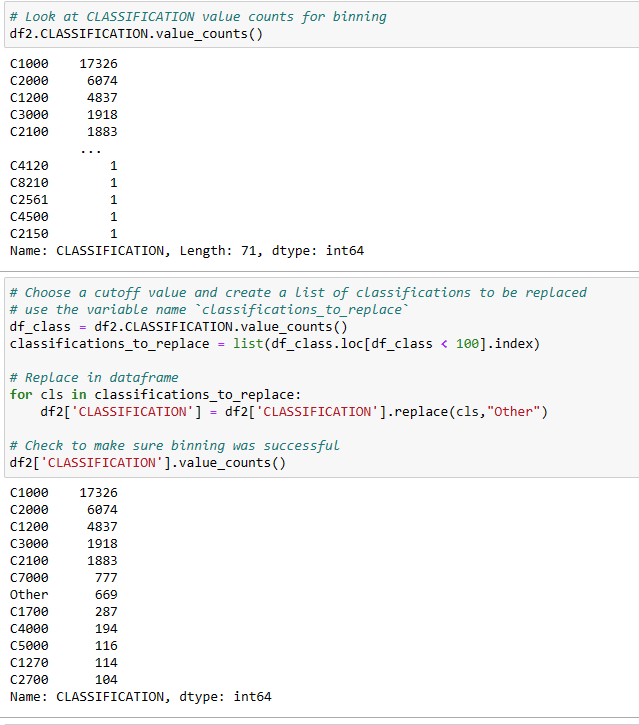 # Look at CLASSIFICATION value counts for binning
df2.CLASSIFICATION.value_counts()
C1000    17326
C2000     6074
C1200     4837
C3000     1918
C2100     1883
         ...
C4120        1
C8210        1
C2561        1
C4500        1
C2150        1
Name: CLASSIFICATION, Length: 71, dtype: int64
# Choose a cutoff value and create a list of classifications to be replaced
# use the variable name `classifications_to_replace`
df_class = df2.CLASSIFICATION.value_counts()
classifications_to_replace = list(df_class.loc[df_class < 100].index)
# Replace in dataframe
for cls in classifications_to_replace:
    df2['CLASSIFICATION'] = df2['CLASSIFICATION'].replace(cls,"Other")
# Check to make sure binning was successful
df2['CLASSIFICATION'].value_counts()
C1000    17326
C2000     6074
C1200     4837
C3000     1918
C2100     1883
C7000      777
Other      669
C1700      287
C4000      194
C5000      116
C1270      114
C2700      104
Name: CLASSIFICATION, dtype: int64